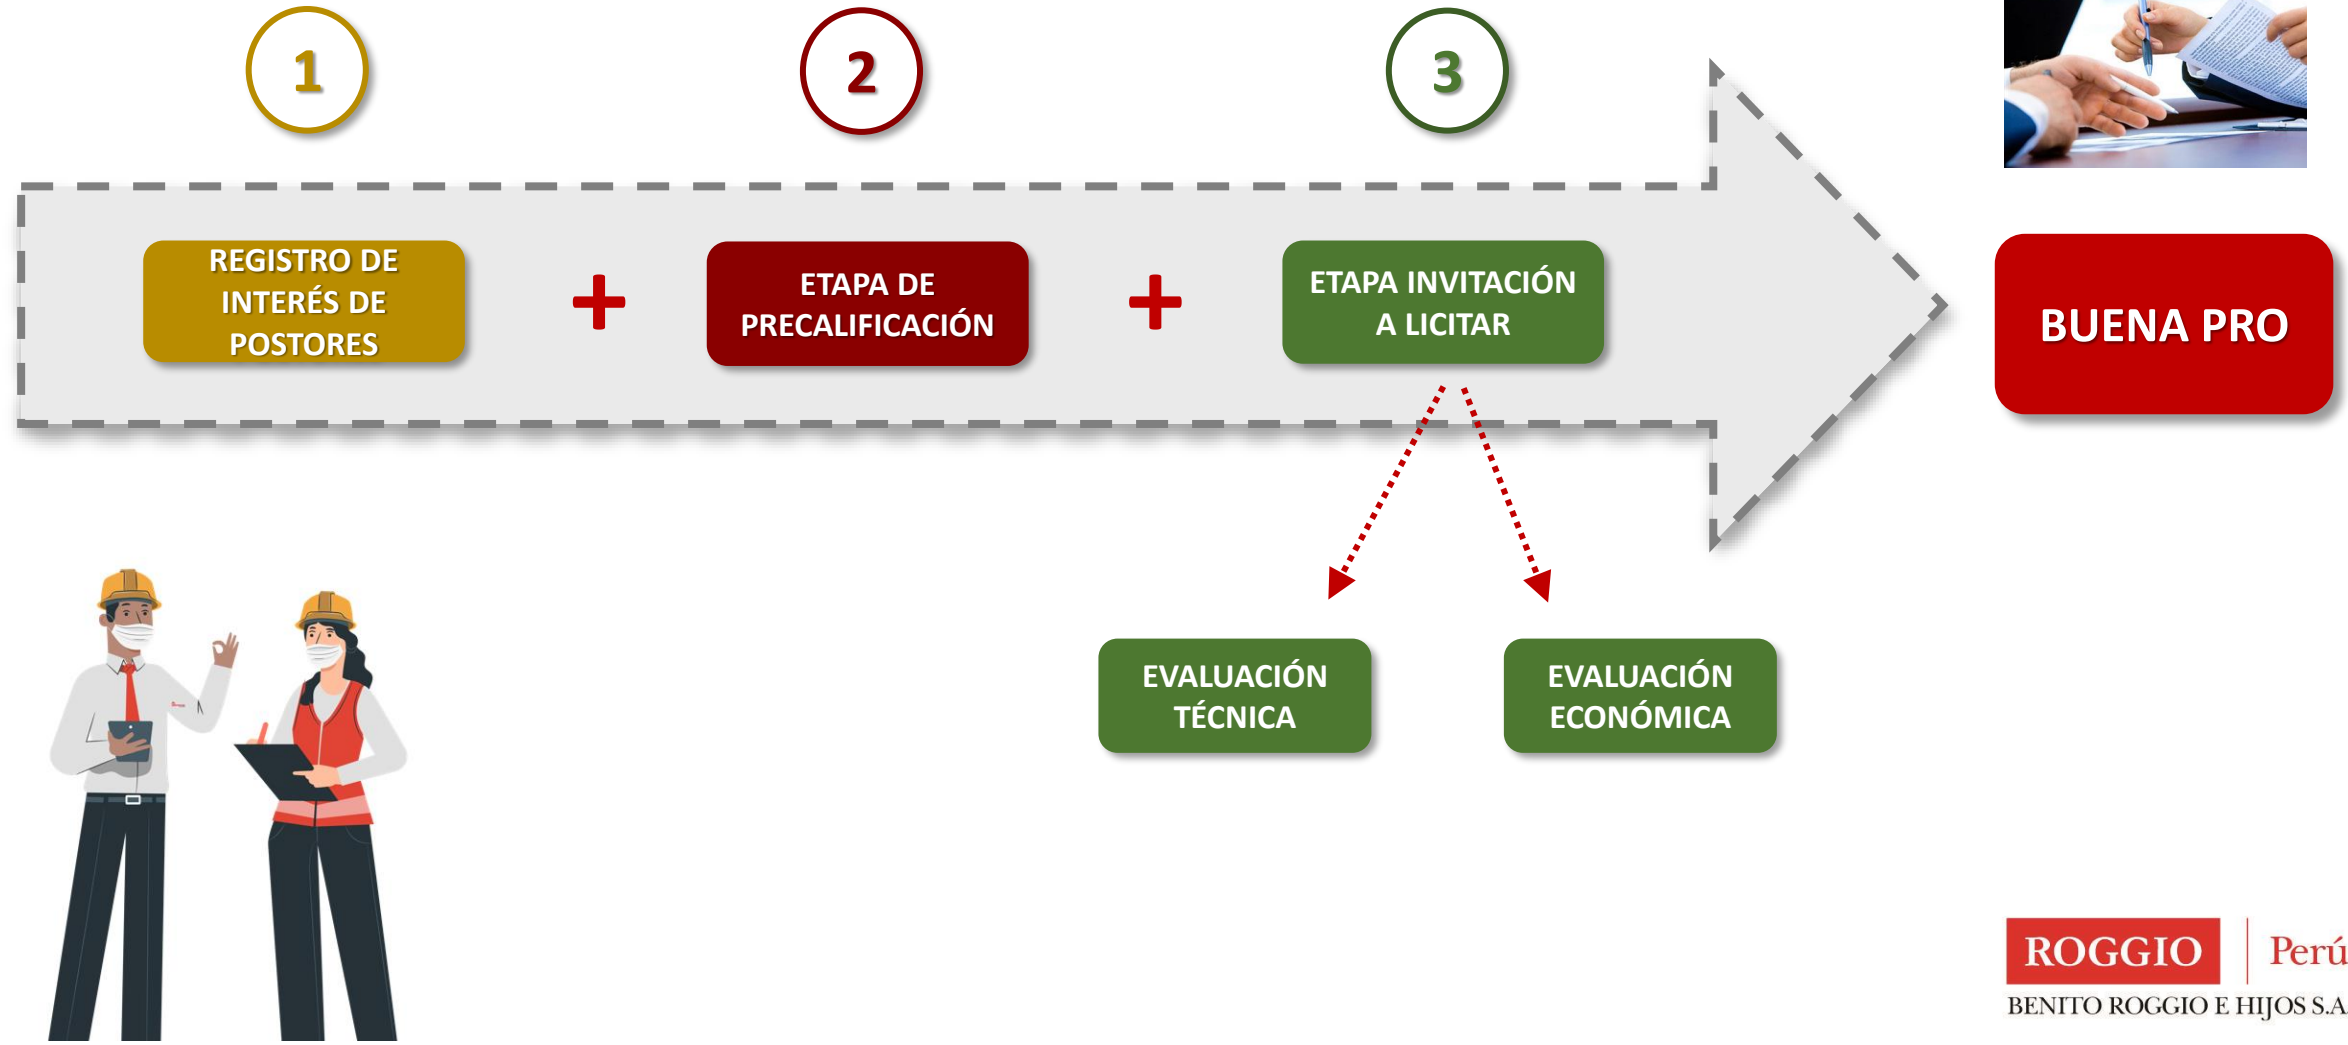 1
2
3
REGISTRO DE
INTERÉS DE
POSTORES
+
ETAPA DE
PRECALIFICACIÓN
+
ETAPA INVITACIÓN
A LICITAR
BUENA PRO
EVALUACIÓN
TÉCNICA
EVALUACIÓN
ECONÓMICA
ROGGIO
Perú
BENITO ROGGIO E HIJOS S.A.